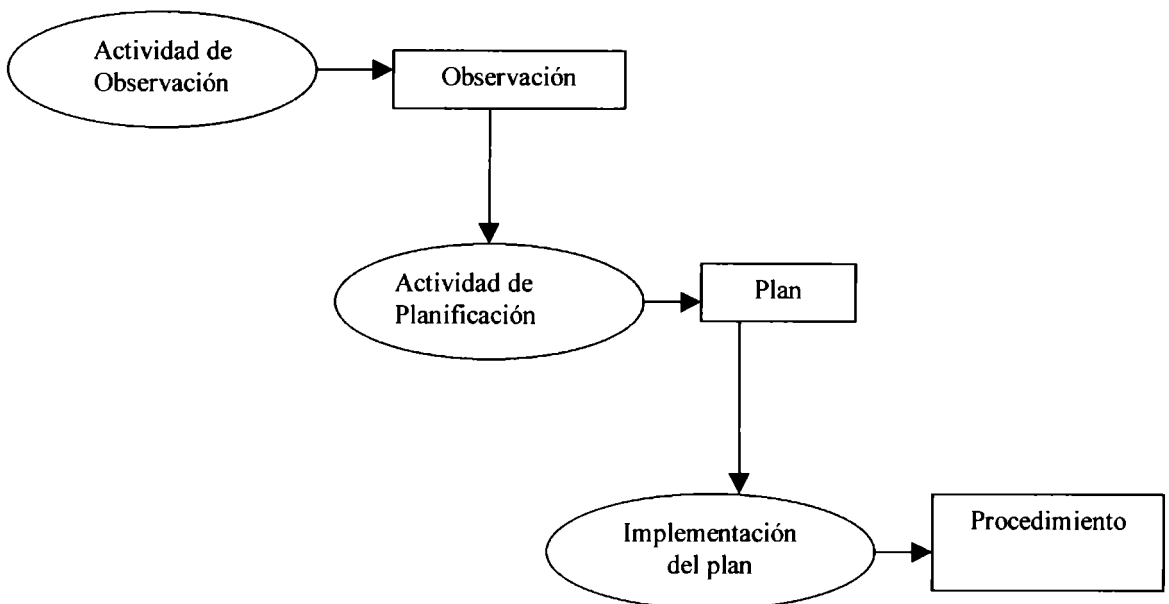 Actividad de
Observación
Observación
Actividad de
Planificación
Plan
Implementación
del plan
Procedimiento